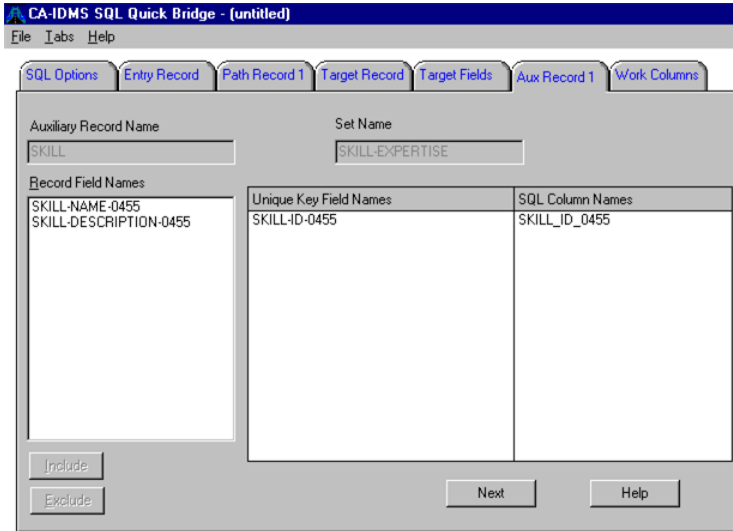 CA-IDMS SQL Quick Bridge - (untitled)
File Tabs Help
SQL Options Entry Record Path Record 1 Target Record Target Fields Aux Record 1 Work Columns
Auxiliary Record Name Set Name
SKILL SKILL-EXPERTISE
Record Field Names
Unique Key Field Names SQL Column Names
SKILL-NAME-0455
SKILL-DESCRIPTION-0455
SKILL-ID-0455 SKILL_ID_0455
Include
Exclude
Next Help